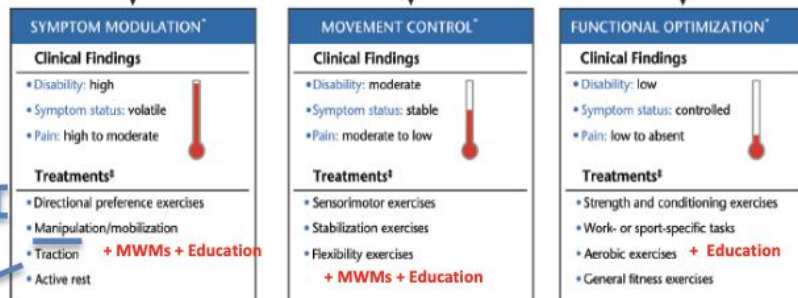 SYMPTOM MODULATION*
Clinical Findings
• Disability: high
• Symptom status: volatile
• Pain: high to moderate
Treatments‡
• Directional preference exercises
• Manipulation/mobilization
• Traction + MWMs + Education
• Active rest
MOVEMENT CONTROL*
Clinical Findings
• Disability: moderate
• Symptom status: stable
• Pain: moderate to low
Treatments‡
• Sensorimotor exercises
• Stabilization exercises
• Flexibility exercises
+ MWMs + Education
FUNCTIONAL OPTIMIZATION*
Clinical Findings
• Disability: low
• Symptom status: controlled
• Pain: low to absent
Treatments‡
• Strength and conditioning exercises
• Work- or sport-specific tasks
• Aerobic exercises + Education
• General fitness exercises